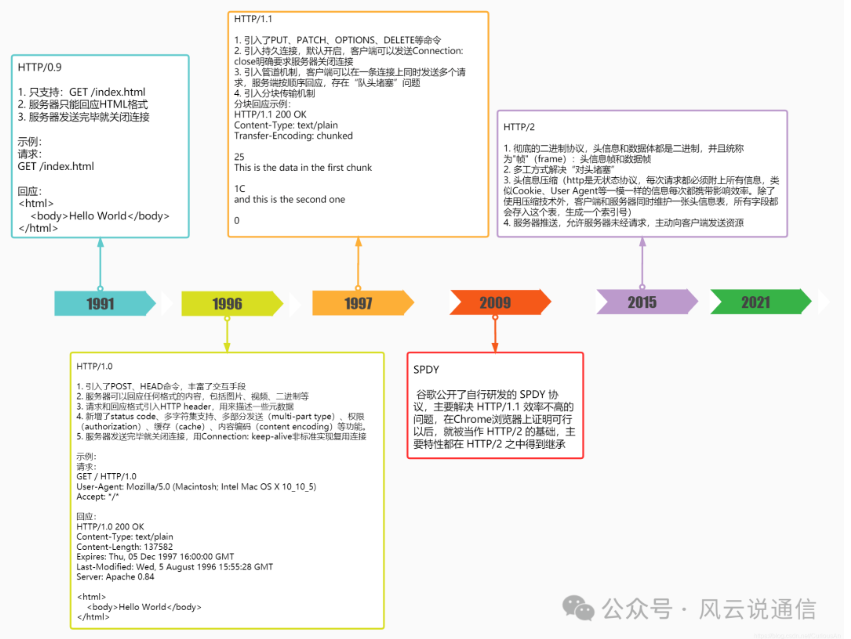 HTTP/0.9
1. 只支持：GET /index.html
2. 服务器只能回应HTML格式
3. 服务器发送完毕就关闭连接
示例:
请求:
GET /index.html
回应:
<html>
<body>Hello World</body>
</html>
HTTP/1.1
1. 引入了PUT、PATCH、OPTIONS、DELETE等命令
2. 引入持久连接，默认开启，客户端可以发送Connection:
close明确要求服务器关闭连接
3. 引入管道机制，客户端可以在一条连接上同时发送多个请
求，服务端按顺序回应，存在“队头堵塞”问题
4. 引入分块传输机制
分块回应示例:
HTTP/1.1 200 OK
Content-Type: text/plain
Transfer-Encoding: chunked
25
This is the data in the first chunk
1C
and this is the second one
0
HTTP/2
1. 彻底的二进制协议，头信息和数据体都是二进制，并且统称
为"帧"（frame）：头信息帧和数据帧
2. 多工方式解决“对头堵塞”
3. 头信息压缩（http是无状态协议，每次请求都必须附上所有信息，类
似Cookie、User Agent等一模一样的信息每次都携带影响效率。除了
使用压缩技术外，客户端和服务器同时维护一张头信息表，所有字段都
会存入这个表，生成一个索引号）
4. 服务器推送，允许服务器未经请求，主动向客户端发送资源
1991
1996
1997
2009
2015
2021
HTTP/1.0
1. 引入了POST、HEAD命令，丰富了交互手段
2. 服务器可以回应任何格式的内容，包括图片、视频、二进制等
3. 请求和回应格式引入HTTP header，用来描述一些元数据
4. 新增了status code、多字符集支持、多部分发送（multi-part type）、权限
（authorization）、缓存（cache）、内容编码（content encoding）等功能。
5. 服务器发送完毕就关闭连接，用Connection: keep-alive非标准实现复用连接
示例:
请求:
GET / HTTP/1.0
User-Agent: Mozilla/5.0 (Macintosh; Intel Mac OS X 10_10_5)
Accept: */*
回应:
HTTP/1.0 200 OK
Content-Type: text/plain
Content-Length: 137582
Expires: Thu, 05 Dec 1997 16:00:00 GMT
Last-Modified: Wed, 5 August 1996 15:55:28 GMT
Server: Apache 0.84
<html>
<body>Hello World</body>
</html>
SPDY
谷歌公开了自行研发的 SPDY 协
议，主要解决 HTTP/1.1 效率不高的
问题，在Chrome浏览器上证明可行
以后，就被当作 HTTP/2 的基础，主
要特性都在 HTTP/2 之中得到继承
公众号 · 风云说通信